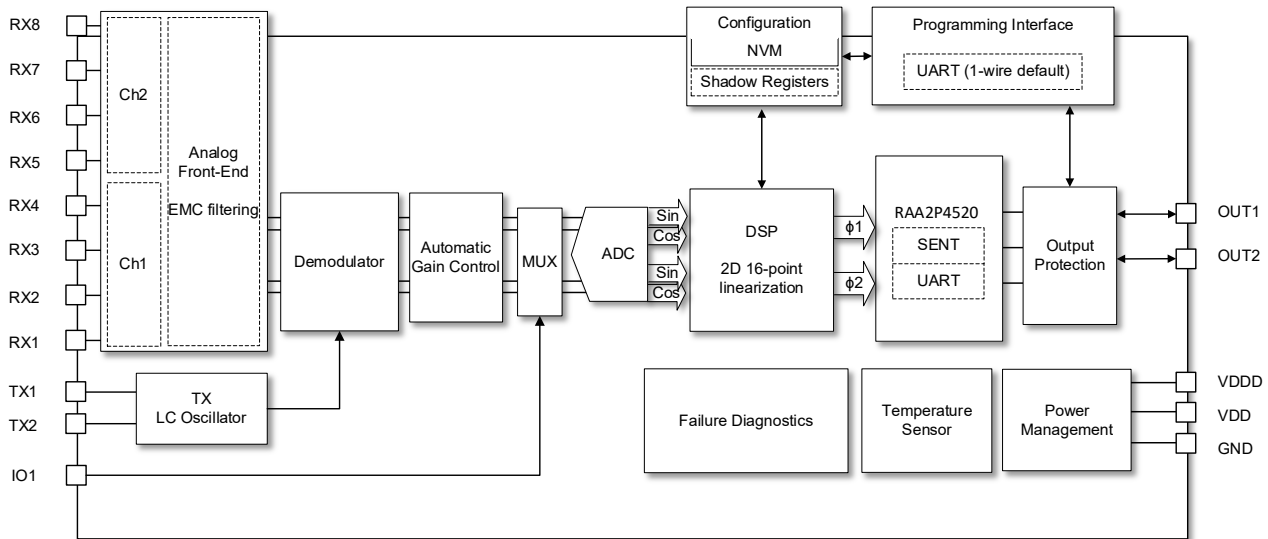 RX8
RX7
RX6
RX5
RX4
RX3
RX2
RX1
TX1
TX2
IO1
Ch2
Ch1
Analog
Front-End
EMC filtering
TX
LC Oscillator
Demodulator
Automatic
Gain Control
MUX
ADC
Sin
Cos
Sin
Cos
Configuration
NVM
Shadow Registers
Programming Interface
UART (1-wire default)
DSP
2D 16-point
linearization
ϕ1
ϕ2
RAA2P4520
SENT
UART
Output
Protection
OUT1
OUT2
Failure Diagnostics
Temperature
Sensor
Power
Management
VDDD
VDD
GND